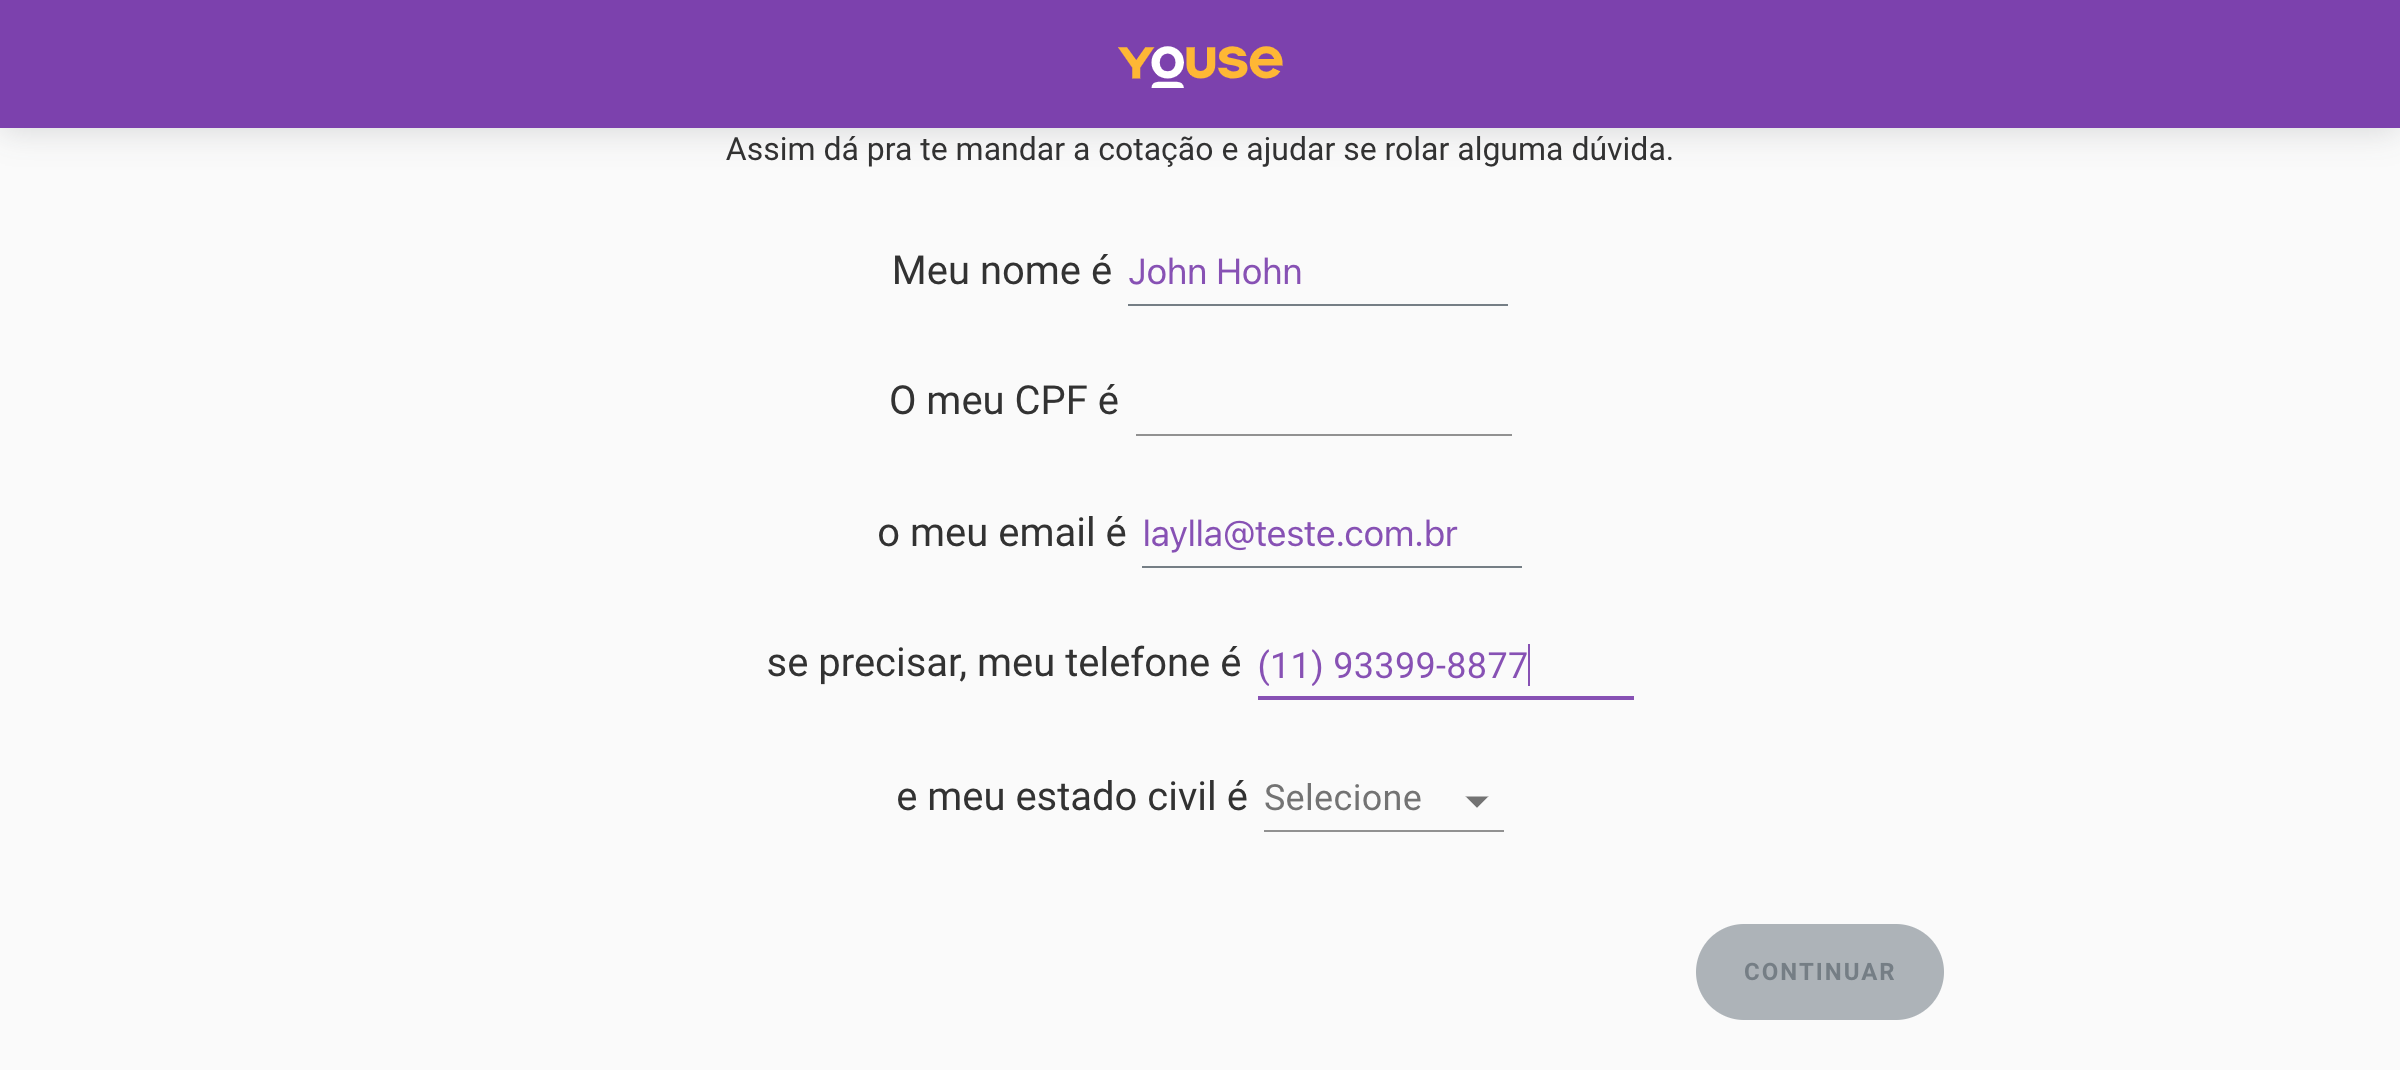 youse
Assim dá pra te mandar a cotação e ajudar se rolar alguma dúvida.
Meu nome é John Hohn
O meu CPF é
o meu email é laylla@teste.com.br
se precisar, meu telefone é (11) 93399-8877
e meu estado civil é Selecione
CONTINUAR